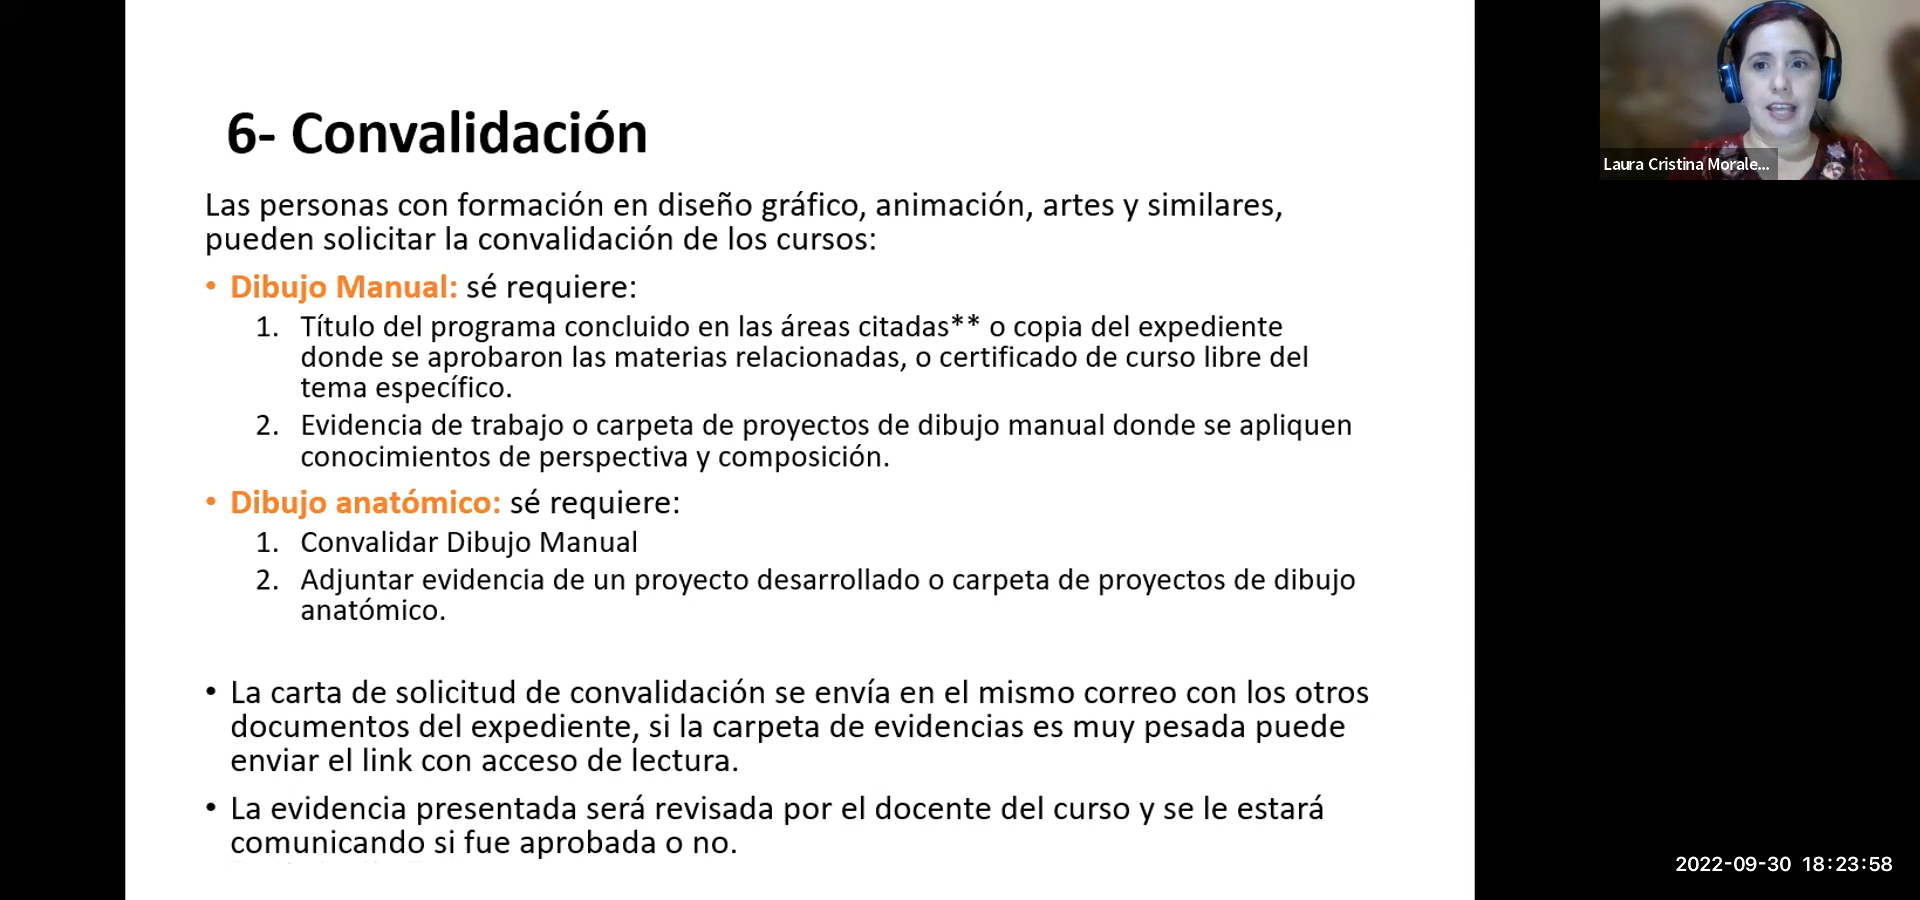 6- Convalidación
Las personas con formación en diseño gráfico, animación, artes y similares,
pueden solicitar la convalidación de los cursos:
• Dibujo Manual: sé requiere:
1. Título del programa concluido en las áreas citadas** o copia del expediente
donde se aprobaron las materias relacionadas, o certificado de curso libre del
tema específico.
2. Evidencia de trabajo o carpeta de proyectos de dibujo manual donde se apliquen
conocimientos de perspectiva y composición.
• Dibujo anatómico: sé requiere:
1. Convalidar Dibujo Manual
2. Adjuntar evidencia de un proyecto desarrollado o carpeta de proyectos de dibujo
anatómico.
• La carta de solicitud de convalidación se envía en el mismo correo con los otros
documentos del expediente, si la carpeta de evidencias es muy pesada puede
enviar el link con acceso de lectura.
• La evidencia presentada será revisada por el docente del curso y se le estará
comunicando si fue aprobada o no.
Laura Cristina Morale...
2022-09-30 18:23:58